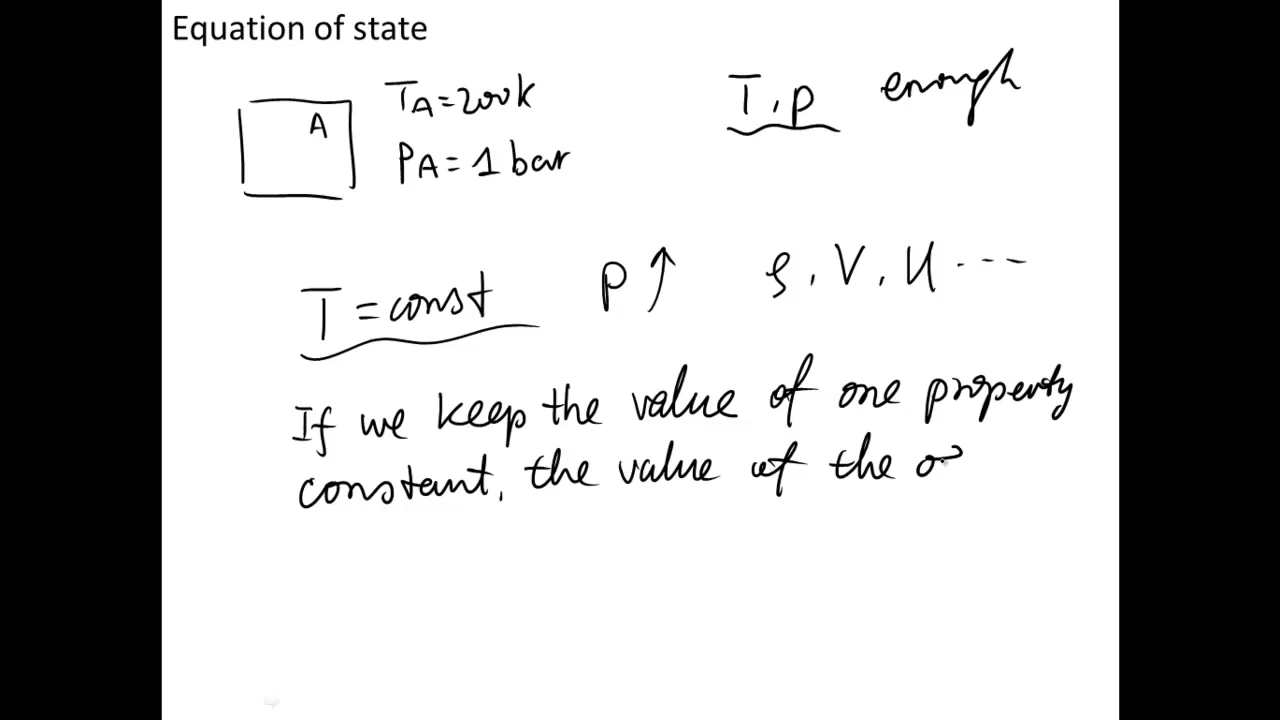 Equation of state
A
T_A = 200K
P_A = 1 bar
T, p enough
T = const
p ↑
ρ, V, U ...
If we keep the value of one property
constant, the value of the o